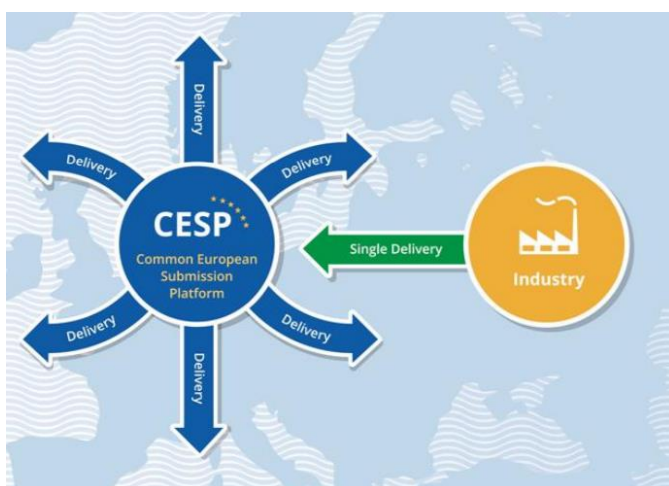 Delivery
Delivery
Delivery
CESP
Common European
Submission
Platform
Single Delivery
Industry
Delivery
Delivery
Delivery